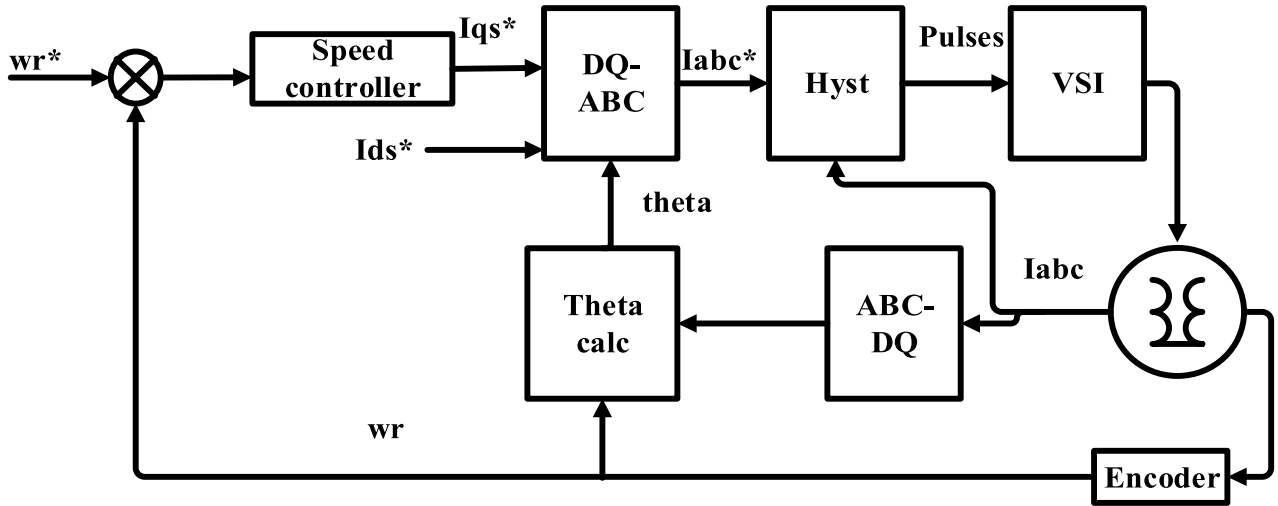 wr*
Speed
controller
Iqs*
Ids*
DQ-
ABC
Iabc*
Hyst
Pulses
VSI
theta
Theta
calc
ABC-
DQ
Iabc
wr
Encoder